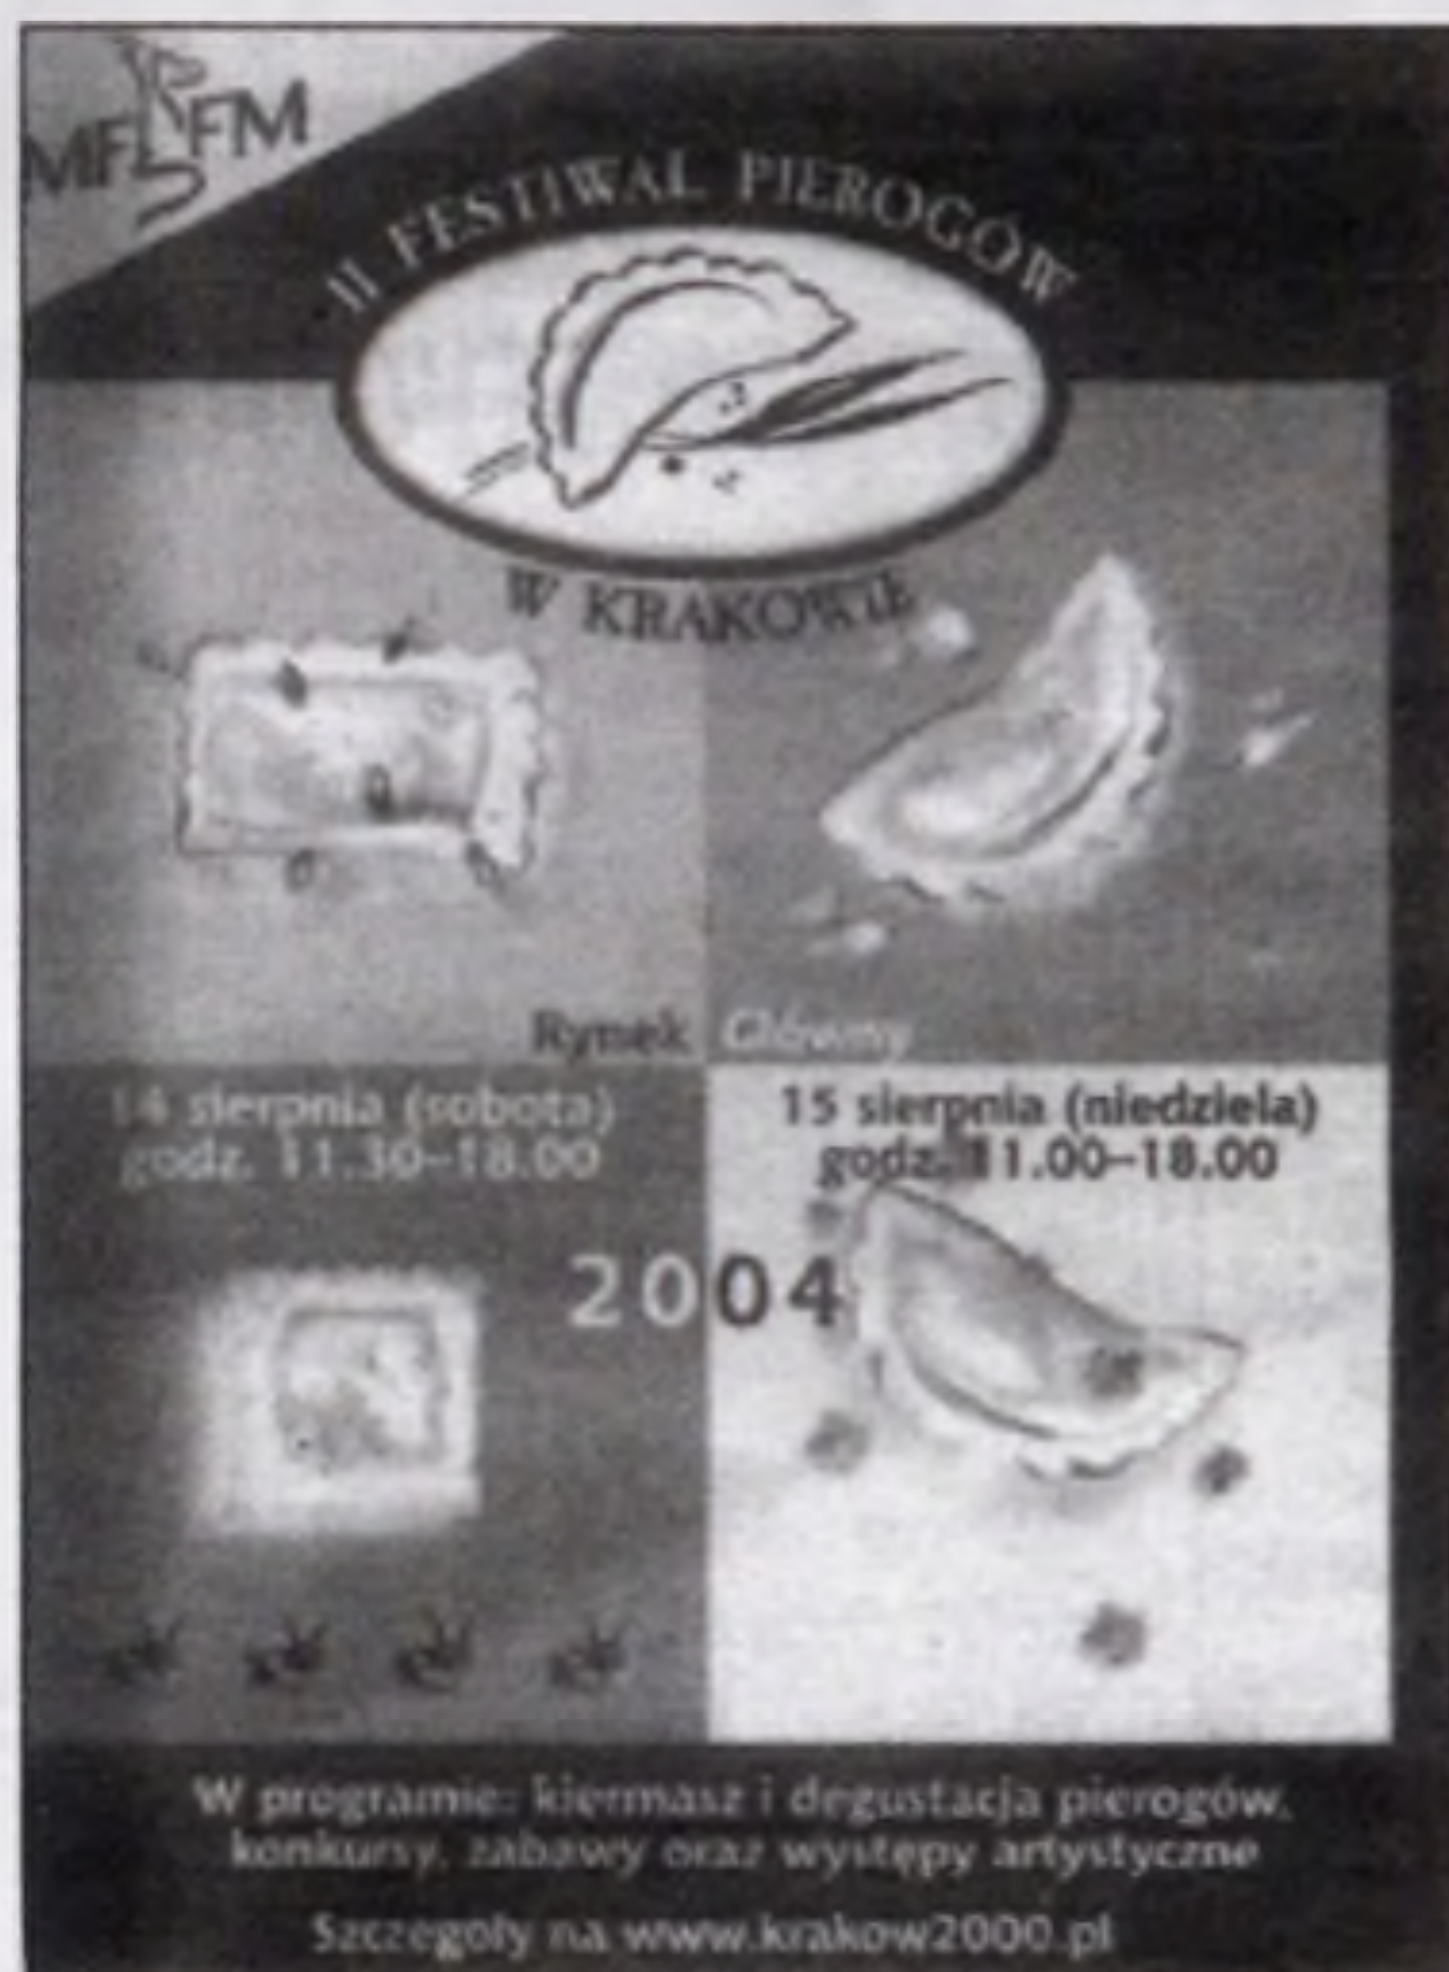 II FESTIWAL PIEROGÓW
W KRAKOWIE
Rynek Główny
14 sierpnia (sobota)
godz. 11.30–18.00
15 sierpnia (niedziela)
godz. 11.00–18.00
2004
W programie: kiermasz i degustacja pierogów,
konkursy, zabawy oraz występy artystyczne
Szczegóły na www.krakow2000.pl